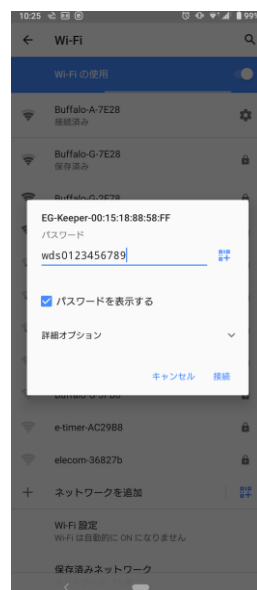 10:25
99%
Wi-Fi
Wi-Fi の使用
Buffalo-A-7E28
接続済み
Buffalo-G-7E28
保存済み
EG-Keeper-00:15:18:88:58:FF
パスワード
wds0123456789
パスワードを表示する
詳細オプション
キャンセル 接続
e-timer-AC29B8
elecom-36827b
ネットワークを追加
Wi-Fi 設定
Wi-Fi は自動的に ON になりません
保存済みネットワーク